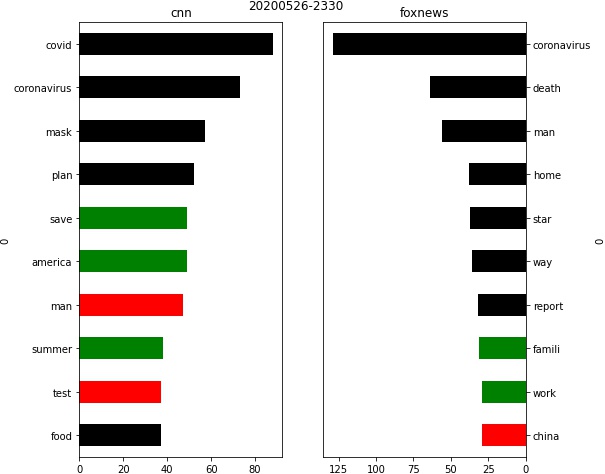 20200526-2330
cnn
foxnews
covid
coronavirus
mask
plan
save
america
man
summer
test
food
0
0 20 40 60 80
coronavirus
death
man
home
star
way
report
famili
work
china
0
125 100 75 50 25 0